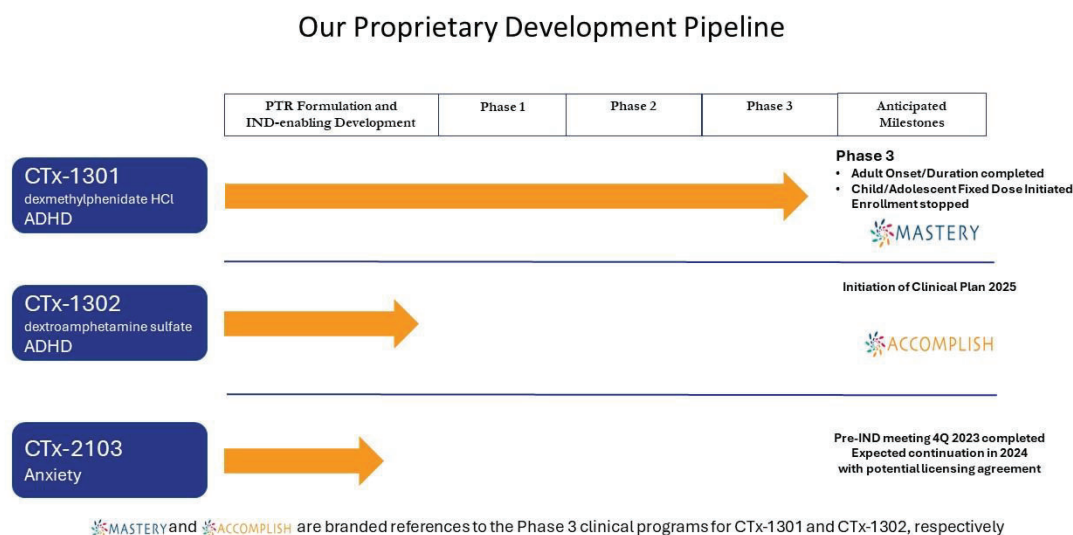 Our Proprietary Development Pipeline
PTR Formulation and
IND-enabling Development
Phase 1
Phase 2
Phase 3
Anticipated
Milestones
CTx-1301
dexmethylphenidate HCl
ADHD
Phase 3
• Adult Onset/Duration completed
• Child/Adolescent Fixed Dose Initiated
Enrollment stopped
MASTERY
CTx-1302
dextroamphetamine sulfate
ADHD
Initiation of Clinical Plan 2025
ACCOMPLISH
CTx-2103
Anxiety
Pre-IND meeting 4Q 2023 completed
Expected continuation in 2024
with potential licensing agreement
MASTERY and ACCOMPLISH are branded references to the Phase 3 clinical programs for CTx-1301 and CTx-1302, respectively